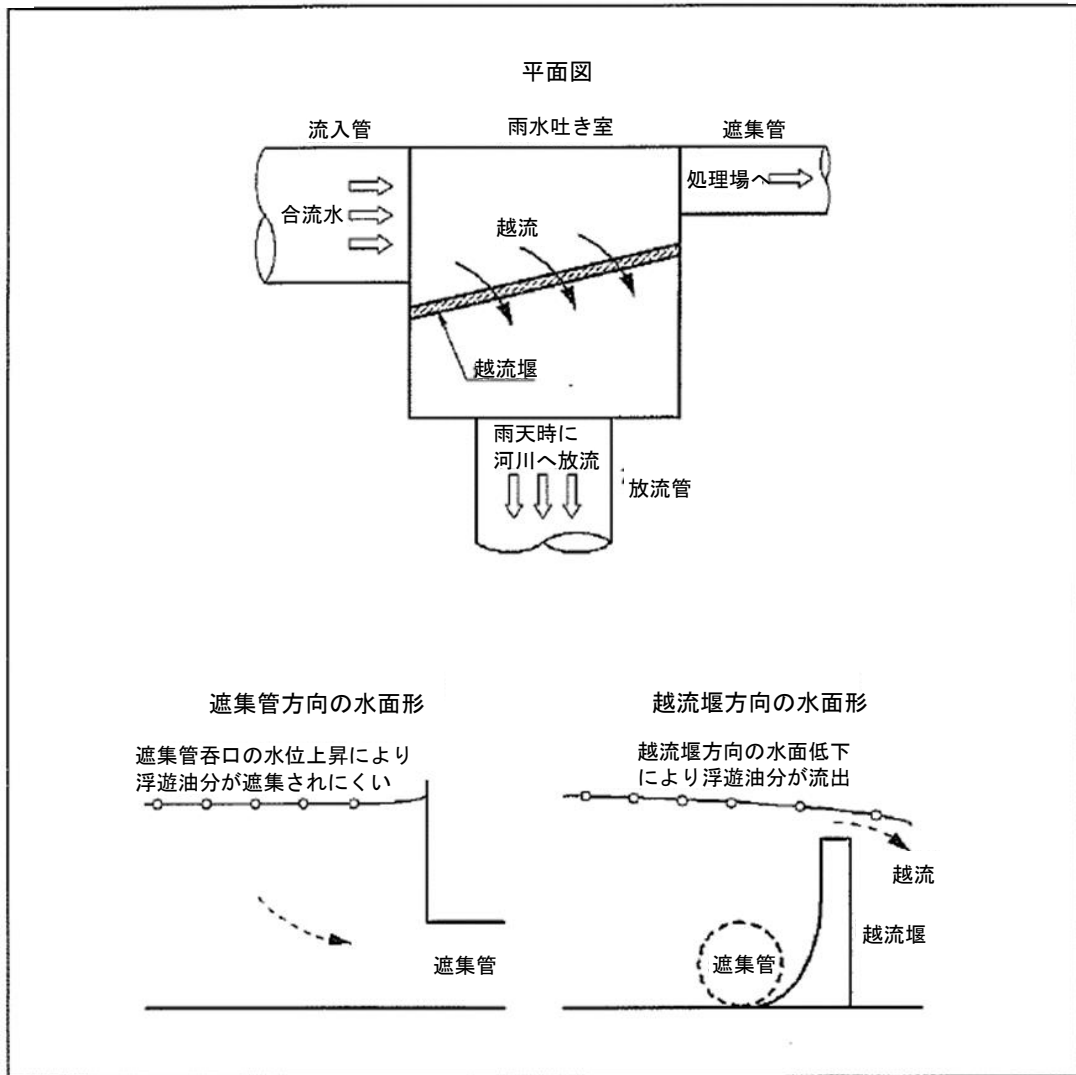 平面図
流入管
雨水吐き室
遮集管
合流水
処理場へ
越流
越流堰
雨天時に
河川へ放流
放流管
遮集管方向の水面形
遮集管呑口の水位上昇により
浮遊油分が遮集されにくい
遮集管
越流堰方向の水面形
越流堰方向の水面低下
により浮遊油分が流出
越流
越流堰
遮集管